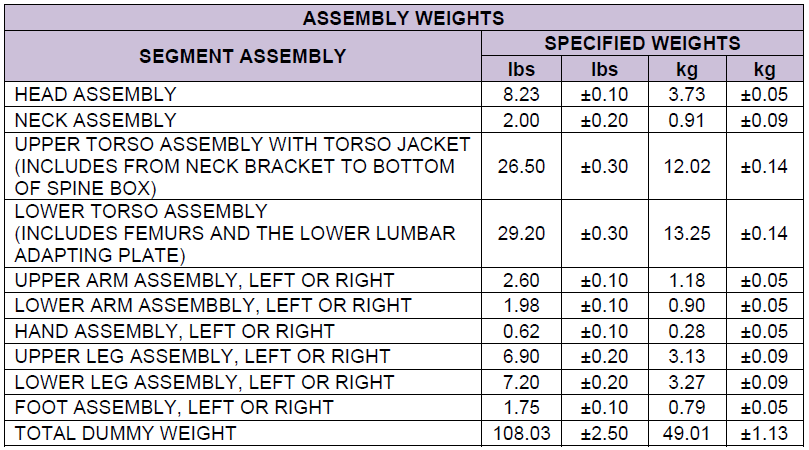 ASSEMBLY WEIGHTS
SEGMENT ASSEMBLY
SPECIFIED WEIGHTS
lbs lbs kg kg
HEAD ASSEMBLY 8.23 ±0.10 3.73 ±0.05
NECK ASSEMBLY 2.00 ±0.20 0.91 ±0.09
UPPER TORSO ASSEMBLY WITH TORSO JACKET
(INCLUDES FROM NECK BRACKET TO BOTTOM
OF SPINE BOX)
26.50 ±0.30 12.02 ±0.14
LOWER TORSO ASSEMBLY
(INCLUDES FEMURS AND THE LOWER LUMBAR
ADAPTING PLATE)
29.20 ±0.30 13.25 ±0.14
UPPER ARM ASSEMBLY, LEFT OR RIGHT 2.60 ±0.10 1.18 ±0.05
LOWER ARM ASSEMBBLY, LEFT OR RIGHT 1.98 ±0.10 0.90 ±0.05
HAND ASSEMBLY, LEFT OR RIGHT 0.62 ±0.10 0.28 ±0.05
UPPER LEG ASSEMBLY, LEFT OR RIGHT 6.90 ±0.20 3.13 ±0.09
LOWER LEG ASSEMBLY, LEFT OR RIGHT 7.20 ±0.20 3.27 ±0.09
FOOT ASSEMBLY, LEFT OR RIGHT 1.75 ±0.10 0.79 ±0.05
TOTAL DUMMY WEIGHT 108.03 ±2.50 49.01 ±1.13